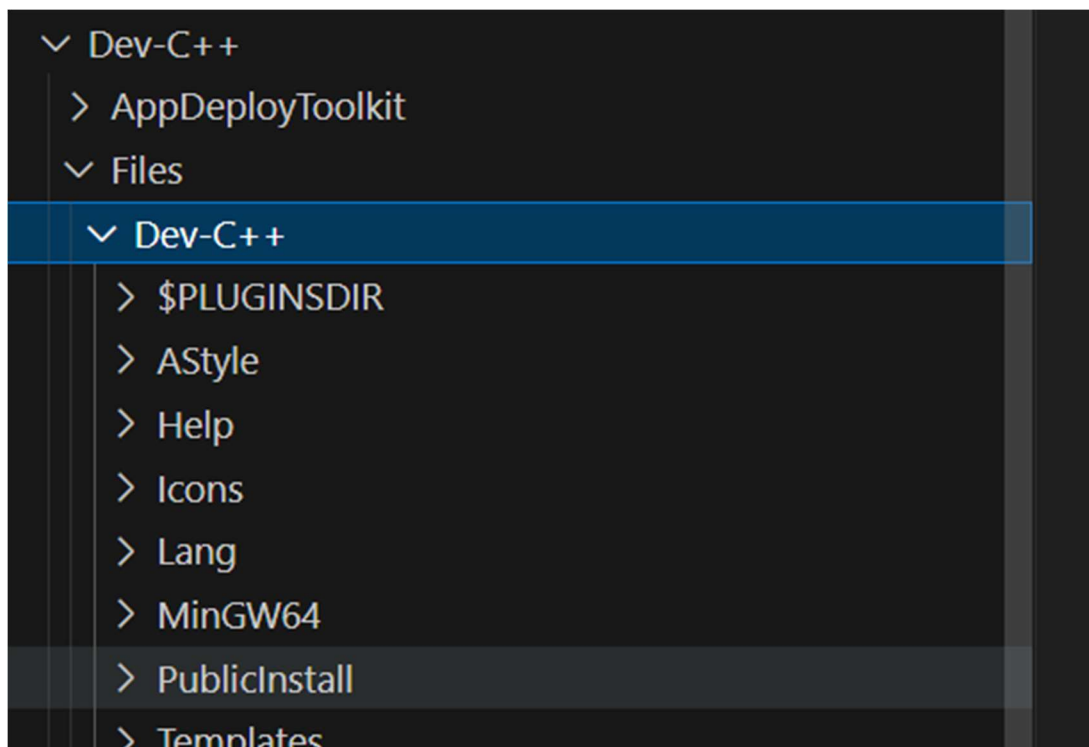 Dev-C++
AppDeployToolkit
Files
Dev-C++
$PLUGINSDIR
AStyle
Help
Icons
Lang
MinGW64
PublicInstall
Templates